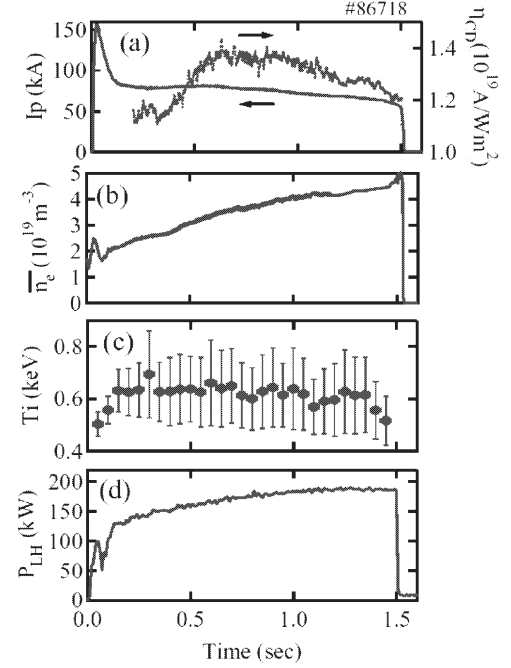 #86718
(a)
Ip (kA)
150
100
50
0
1.4
1.2
1.0
ηCD(10^19 A/Wm^2)
(b)
n̅e (10^19 m^-3)
5
4
3
2
1
0
(c)
Ti (keV)
0.8
0.6
0.4
(d)
PLH (kW)
200
150
100
50
0
0.0 0.5 1.0 1.5
Time (sec)